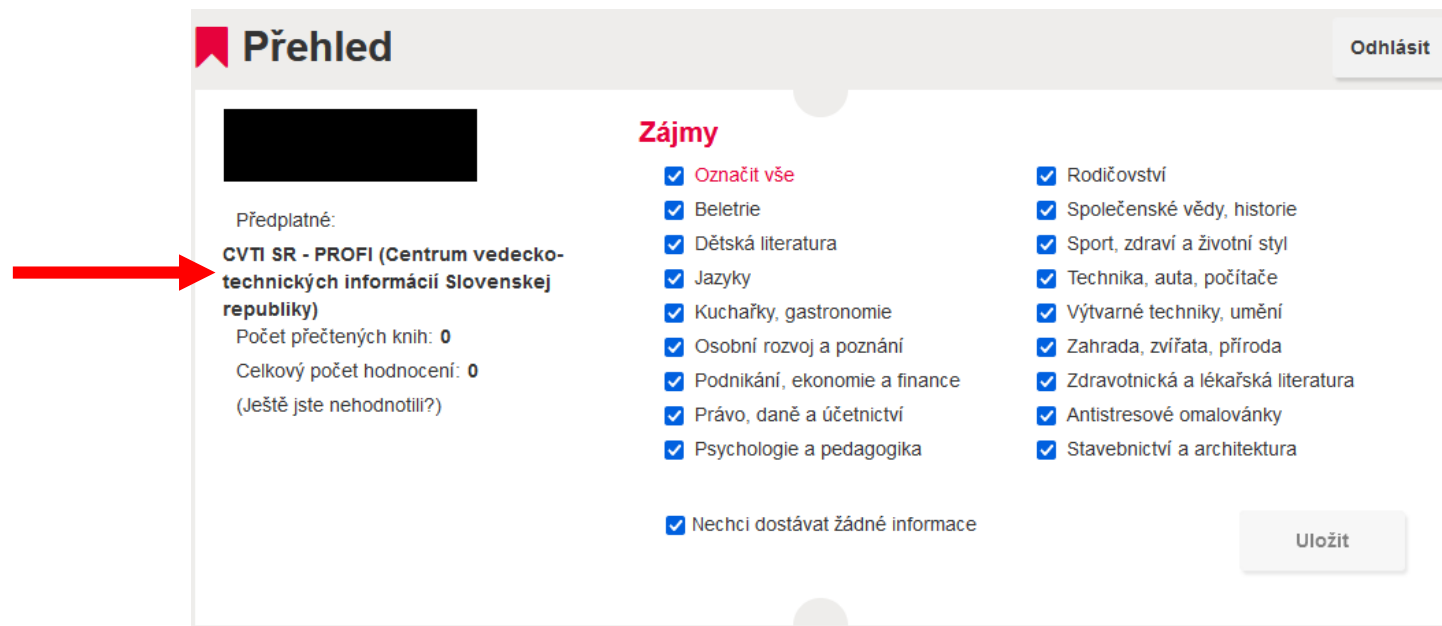 Přehled
Odhlásit
Předplatné:
CVTI SR - PROFI (Centrum vedecko-
technických informácií Slovenskej
republiky)
Počet přečtených knih: 0
Celkový počet hodnocení: 0
(Ještě jste nehodnotili?)
Zájmy
Označit vše
Beletrie
Dětská literatura
Jazyky
Kuchařky, gastronomie
Osobní rozvoj a poznání
Podnikání, ekonomie a finance
Právo, daně a účetnictví
Psychologie a pedagogika
Rodičovství
Společenské vědy, historie
Sport, zdraví a životní styl
Technika, auta, počítače
Výtvarné techniky, umění
Zahrada, zvířata, příroda
Zdravotnická a lékařská literatura
Antistresové omalovánky
Stavebnictví a architektura
Nechci dostávat žádné informace
Uložit